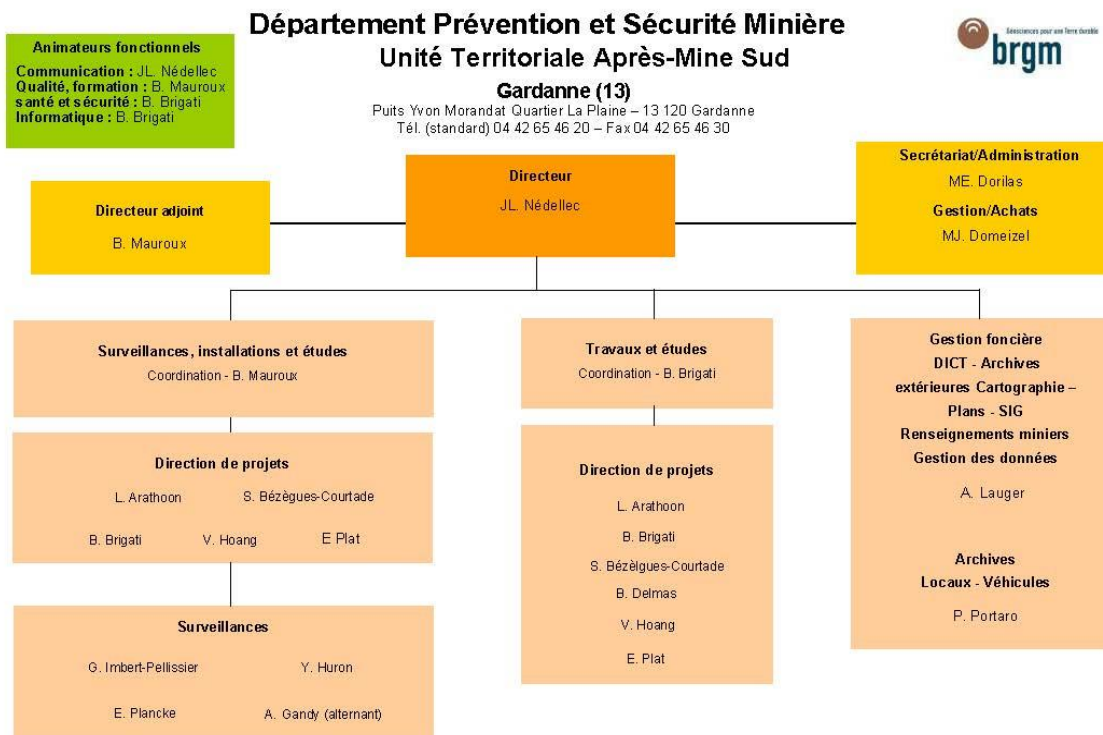 Département Prévention et Sécurité Minière
Unité Territoriale Après-Mine Sud
Gardanne (13)
Puits Yvon Morandat Quartier La Plaine – 13 120 Gardanne
Tél. (standard) 04 42 65 46 20 – Fax 04 42 65 46 30
Géosciences pour une Terre durable
brgm
Animateurs fonctionnels
Communication : JL. Nédellec
Qualité, formation : B. Mauroux
santé et sécurité : B. Brigati
Informatique : B. Brigati
Directeur
JL. Nédellec
Directeur adjoint
B. Mauroux
Secrétariat/Administration
ME. Dorilas
Gestion/Achats
MJ. Domeizel
Surveillances, installations et études
Coordination - B. Mauroux
Direction de projets
L. Arathoon S. Bézègues-Courtade
B. Brigati V. Hoang E Plat
Surveillances
G. Imbert-Pellissier Y. Huron
E. Plancke A. Gandy (alternant)
Travaux et études
Coordination - B. Brigati
Direction de projets
L. Arathoon
B. Brigati
S. Bézèlgues-Courtade
B. Delmas
V. Hoang
E. Plat
Gestion foncière
DICT - Archives
extérieures Cartographie –
Plans - SIG
Renseignements miniers
Gestion des données
A. Lauger
Archives
Locaux - Véhicules
P. Portaro